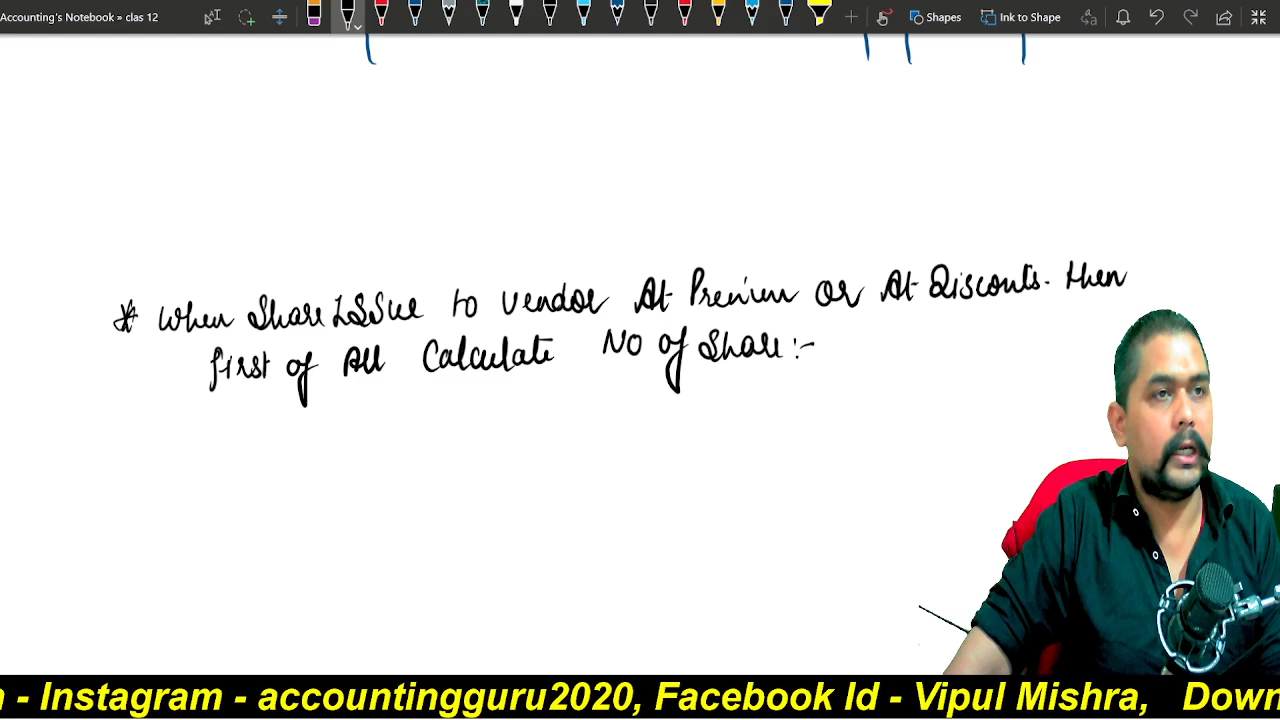 Accounting's Notebook » clas 12
Shapes
Ink to Shape
* When Share ISSue to vendor At Premium or At Disconts. then
first of All Calculate No of Share :-
- Instagram - accountingguru2020, Facebook Id - Vipul Mishra, Down